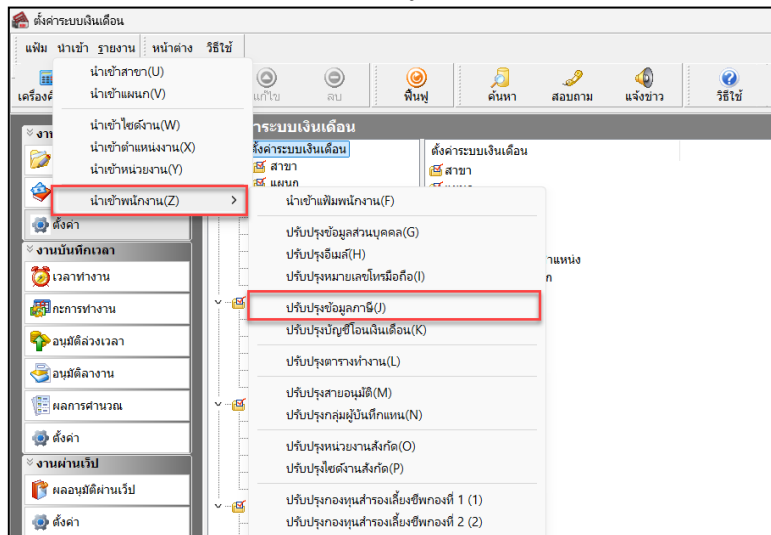 ตั้งค่าระบบเงินเดือน
แฟ้ม นำเข้า รายงาน หน้าต่าง วิธีใช้
นำเข้าสาขา(U)
นำเข้าแผนก(V)
นำเข้าไซต์งาน(W)
นำเข้าตำแหน่งงาน(X)
นำเข้าหน่วยงาน(Y)
นำเข้าพนักงาน(Z) >
แก้ไข ลบ ฟื้นฟู ค้นหา สอบถาม แจ้งข่าว วิธีใช้
ตั้งค่าระบบเงินเดือน
สาขา
แผนก
ตั้งค่าระบบเงินเดือน
สาขา
นำเข้าแฟ้มพนักงาน(F)
ปรับปรุงข้อมูลส่วนบุคคล(G)
ปรับปรุงอีเมล์(H)
ปรับปรุงหมายเลขโทรมือถือ(I)
ปรับปรุงข้อมูลภาษี(J)
ปรับปรุงบัญชีโอนเงินเดือน(K)
ปรับปรุงตารางทำงาน(L)
ปรับปรุงสายอนุมัติ(M)
ปรับปรุงกลุ่มผู้บันทึกแทน(N)
ปรับปรุงหน่วยงานสังกัด(O)
ปรับปรุงไซต์งานสังกัด(P)
ปรับปรุงกองทุนสำรองเลี้ยงชีพกองที่ 1 (1)
ปรับปรุงกองทุนสำรองเลี้ยงชีพกองที่ 2 (2)
ตั้งค่า
งานบันทึกเวลา
เวลาทำงาน
กะการทำงาน
อนุมัติล่วงเวลา
อนุมัติลางาน
ผลการคำนวณ
ตั้งค่า
งานผ่านเว็ป
ผลอนุมัติผ่านเว็ป
ตั้งค่า